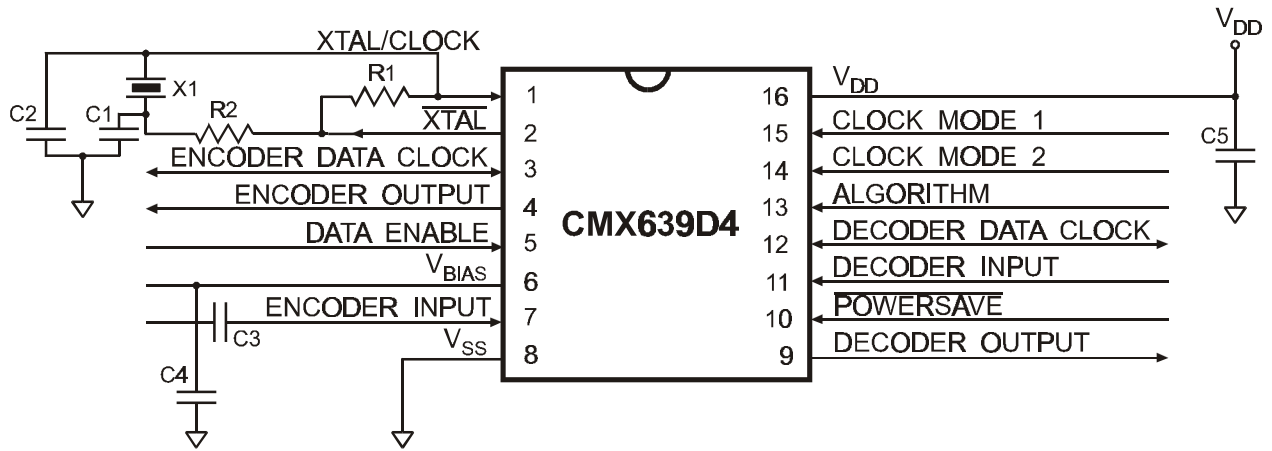 V_DD
XTAL/CLOCK
R1
1
16
V_DD
X1
C2
C1
R2
XTAL
2
15
CLOCK MODE 1
C5
ENCODER DATA CLOCK
3
14
CLOCK MODE 2
ENCODER OUTPUT
4
CMX639D4
13
ALGORITHM
DATA ENABLE
5
12
DECODER DATA CLOCK
V_BIAS
6
11
DECODER INPUT
ENCODER INPUT
7
10
POWERSAVE
C3
V_SS
8
9
DECODER OUTPUT
C4